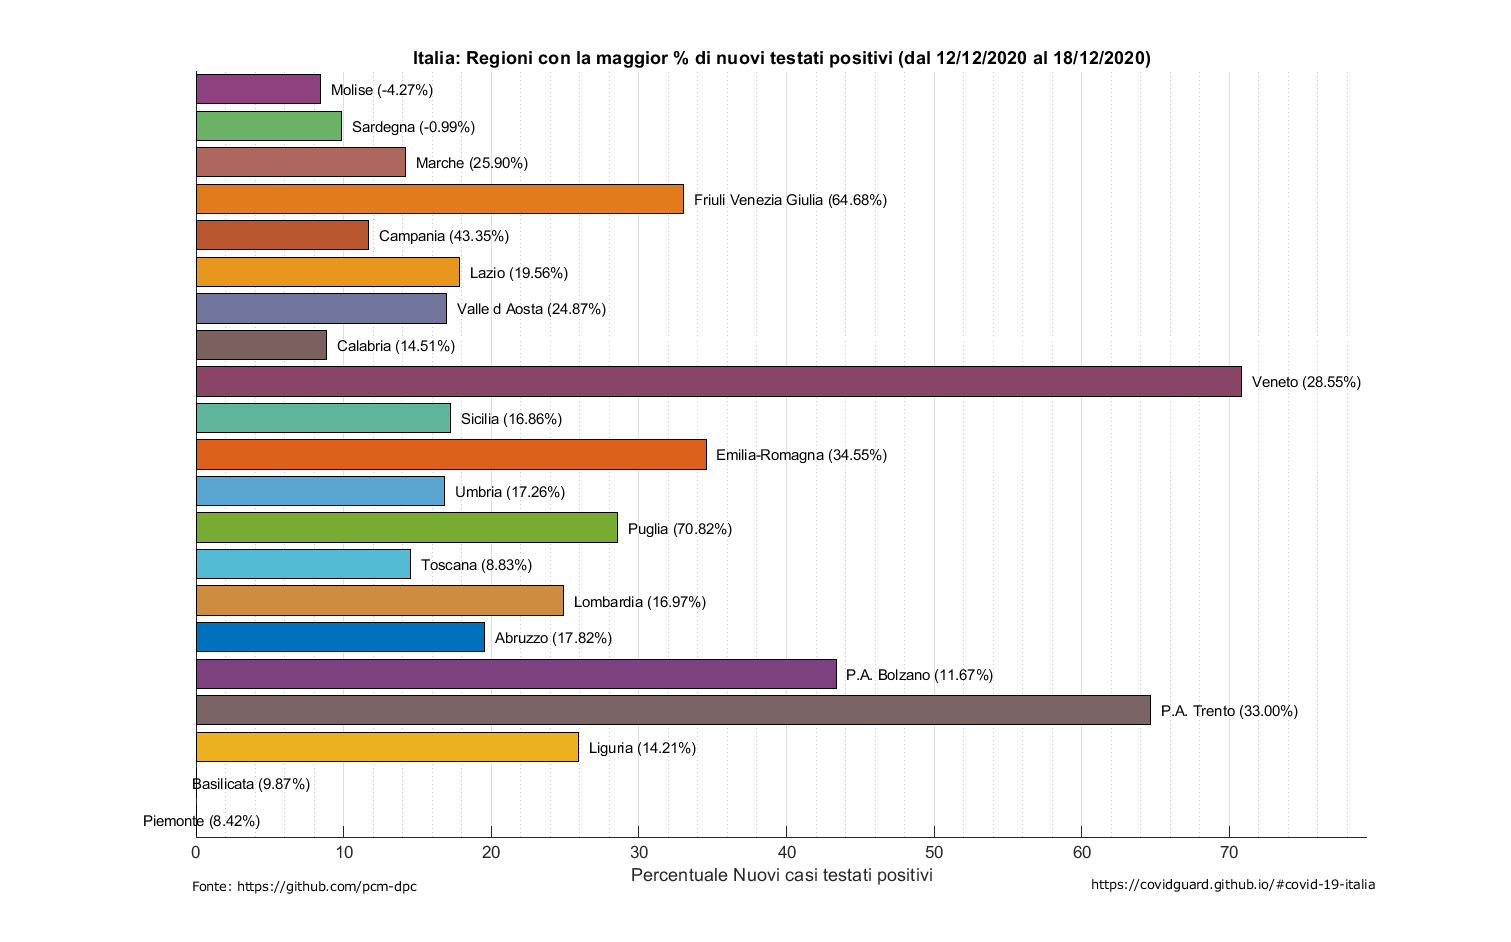 Italia: Regioni con la maggior % di nuovi testati positivi (dal 12/12/2020 al 18/12/2020)
Molise (-4.27%)
Sardegna (-0.99%)
Marche (25.90%)
Friuli Venezia Giulia (64.68%)
Campania (43.35%)
Lazio (19.56%)
Valle d Aosta (24.87%)
Calabria (14.51%)
Veneto (28.55%)
Sicilia (16.86%)
Emilia-Romagna (34.55%)
Umbria (17.26%)
Puglia (70.82%)
Toscana (8.83%)
Lombardia (16.97%)
Abruzzo (17.82%)
P.A. Bolzano (11.67%)
P.A. Trento (33.00%)
Liguria (14.21%)
Basilicata (9.87%)
Piemonte (8.42%)
0 10 20 30 40 50 60 70
Percentuale Nuovi casi testati positivi
Fonte: https://github.com/pcm-dpc
https://covidguard.github.io/#covid-19-italia